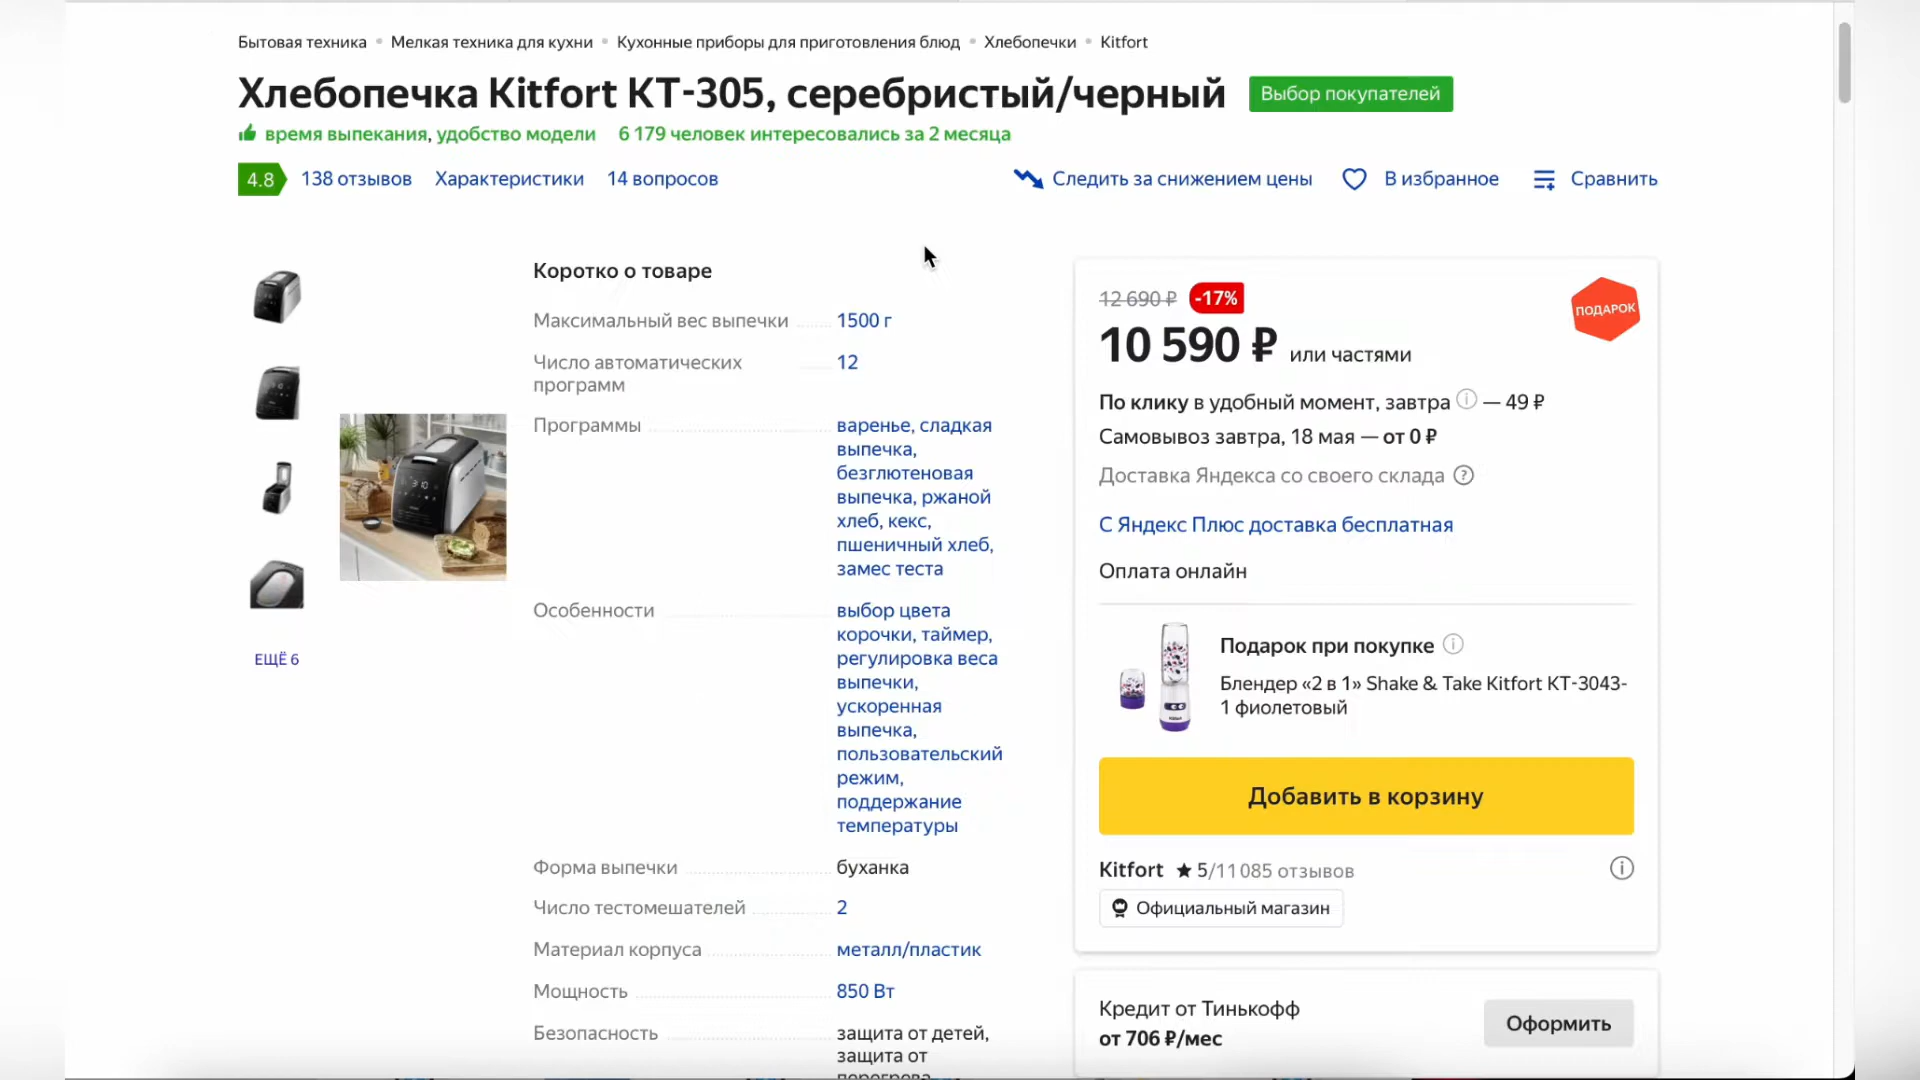 Бытовая техника • Мелкая техника для кухни • Кухонные приборы для приготовления блюд • Хлебопечки • Kitfort
Хлебопечка Kitfort КТ-305, серебристый/черный
Выбор покупателей
время выпекания, удобство модели 6 179 человек интересовались за 2 месяца
4.8 138 отзывов Характеристики 14 вопросов
Следить за снижением цены В избранное Сравнить
ЕЩЁ 6
Коротко о товаре
Максимальный вес выпечки 1500 г
Число автоматических 12
программ
Программы варенье, сладкая
выпечка,
безглютеновая
выпечка, ржаной
хлеб, кекс,
пшеничный хлеб,
замес теста
Особенности выбор цвета
корочки, таймер,
регулировка веса
выпечки,
ускоренная
выпечка,
пользовательский
режим,
поддержание
температуры
Форма выпечки буханка
Число тестомешателей 2
Материал корпуса металл/пластик
Мощность 850 Вт
Безопасность защита от детей,
защита от
перегрева
12 690 ₽ -17%
ПОДАРОК
10 590 ₽ или частями
По клику в удобный момент, завтра — 49 ₽
Самовывоз завтра, 18 мая — от 0 ₽
Доставка Яндекса со своего склада
С Яндекс Плюс доставка бесплатная
Оплата онлайн
Подарок при покупке
Блендер «2 в 1» Shake & Take Kitfort КТ-3043-
1 фиолетовый
Добавить в корзину
Kitfort ★ 5/11 085 отзывов
Официальный магазин
Кредит от Тинькофф
от 706 ₽/мес
Оформить